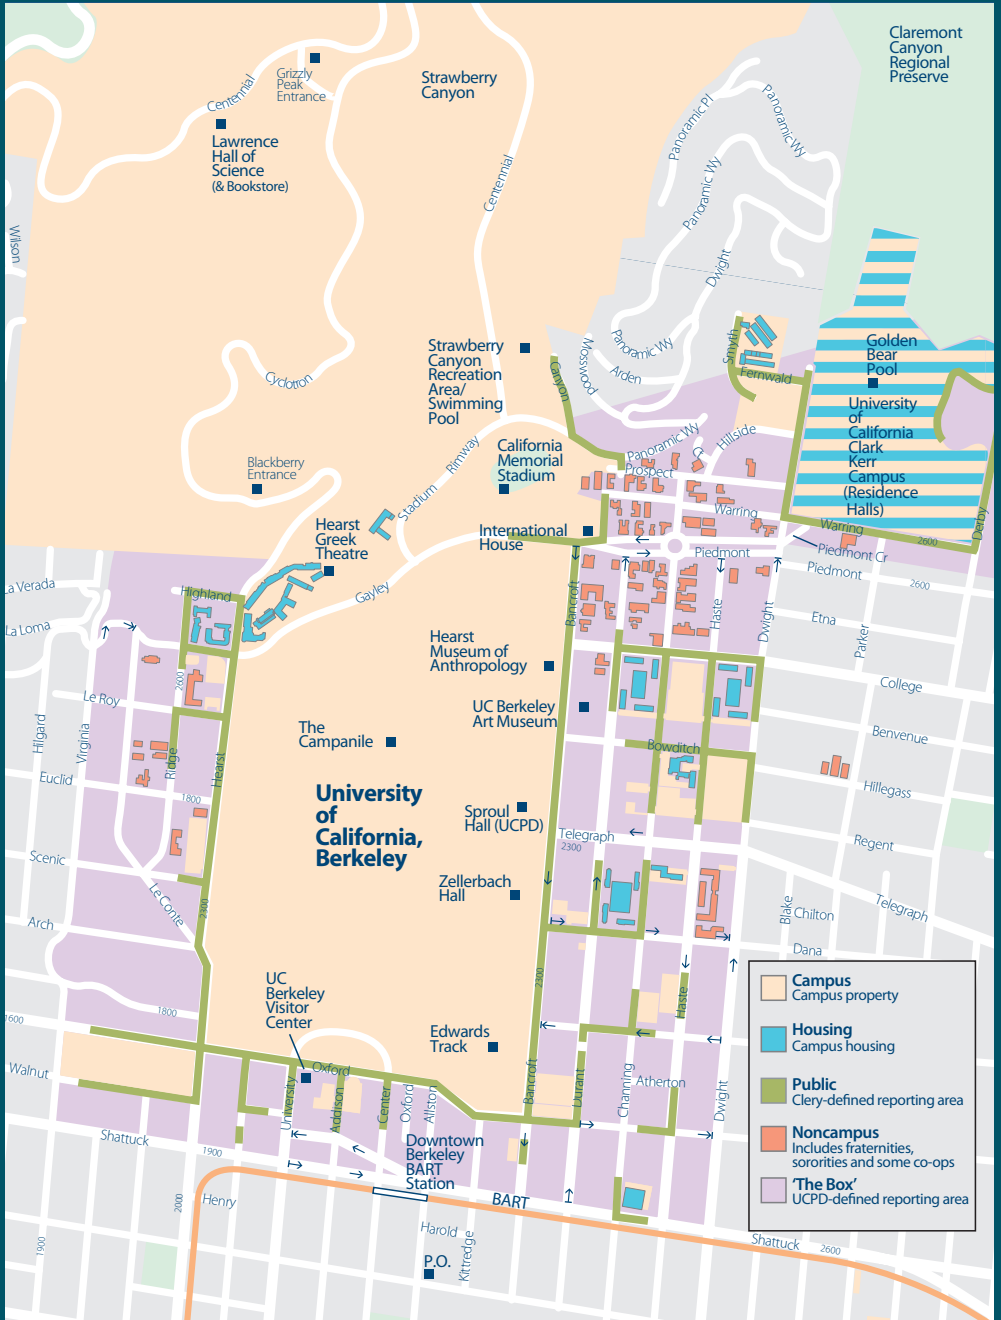 Claremont
Canyon
Regional
Preserve
Grizzly
Peak
Entrance
Strawberry
Canyon
Centennial
Panoramic Pl
Panoramic Wy
Lawrence
Hall of
Science
(& Bookstore)
Centennial
Panoramic Wy
Wilson
Dwight
Strawberry
Canyon
Recreation
Area/
Swimming
Pool
Mosswood
Panoramic Wy
Arden
Smyth
Fernwald
Golden
Bear
Pool
Cyclotron
Canyon
University
of
California
Clark
Kerr
Campus
(Residence
Halls)
Panoramic Wy
Hillside
Cr
Prospect
Rimway
California
Memorial
Stadium
Blackberry
Entrance
Stadium
Hearst
Greek
Theatre
International
House
Warring
Warring
2600
Derby
Piedmont
Piedmont Cr
Piedmont
2600
La Verada
Highland
Gayley
Bancroft
Haste
Dwight
Etna
Parker
La Loma
Hearst
Museum of
Anthropology
2600
College
Le Roy
UC Berkeley
Art Museum
Hilgard
Virginia
The
Campanile
Benvenue
Bowditch
Ridge
Hearst
Euclid
1800
University
of
California,
Berkeley
Hillegass
Sproul
Hall (UCPD)
Telegraph
2300
Regent
Scenic
Zellerbach
Hall
Le Conte
2300
Telegraph
Blake
Chilton
Arch
Dana
UC
Berkeley
Visitor
Center
2300
Haste
1800
1600
Edwards
Track
Campus
Campus property
Housing
Campus housing
Public
Clery-defined reporting area
Noncampus
Includes fraternities,
sororities and some co-ops
'The Box'
UCPD-defined reporting area
Walnut
Oxford
University
Addison
Center
Oxford
Allston
Bancroft
Durant
Channing
Atherton
Dwight
Shattuck
1900
Downtown
Berkeley
BART
Station
BART
2000
Henry
1900
Harold
Kittredge
P.O.
Shattuck
2600